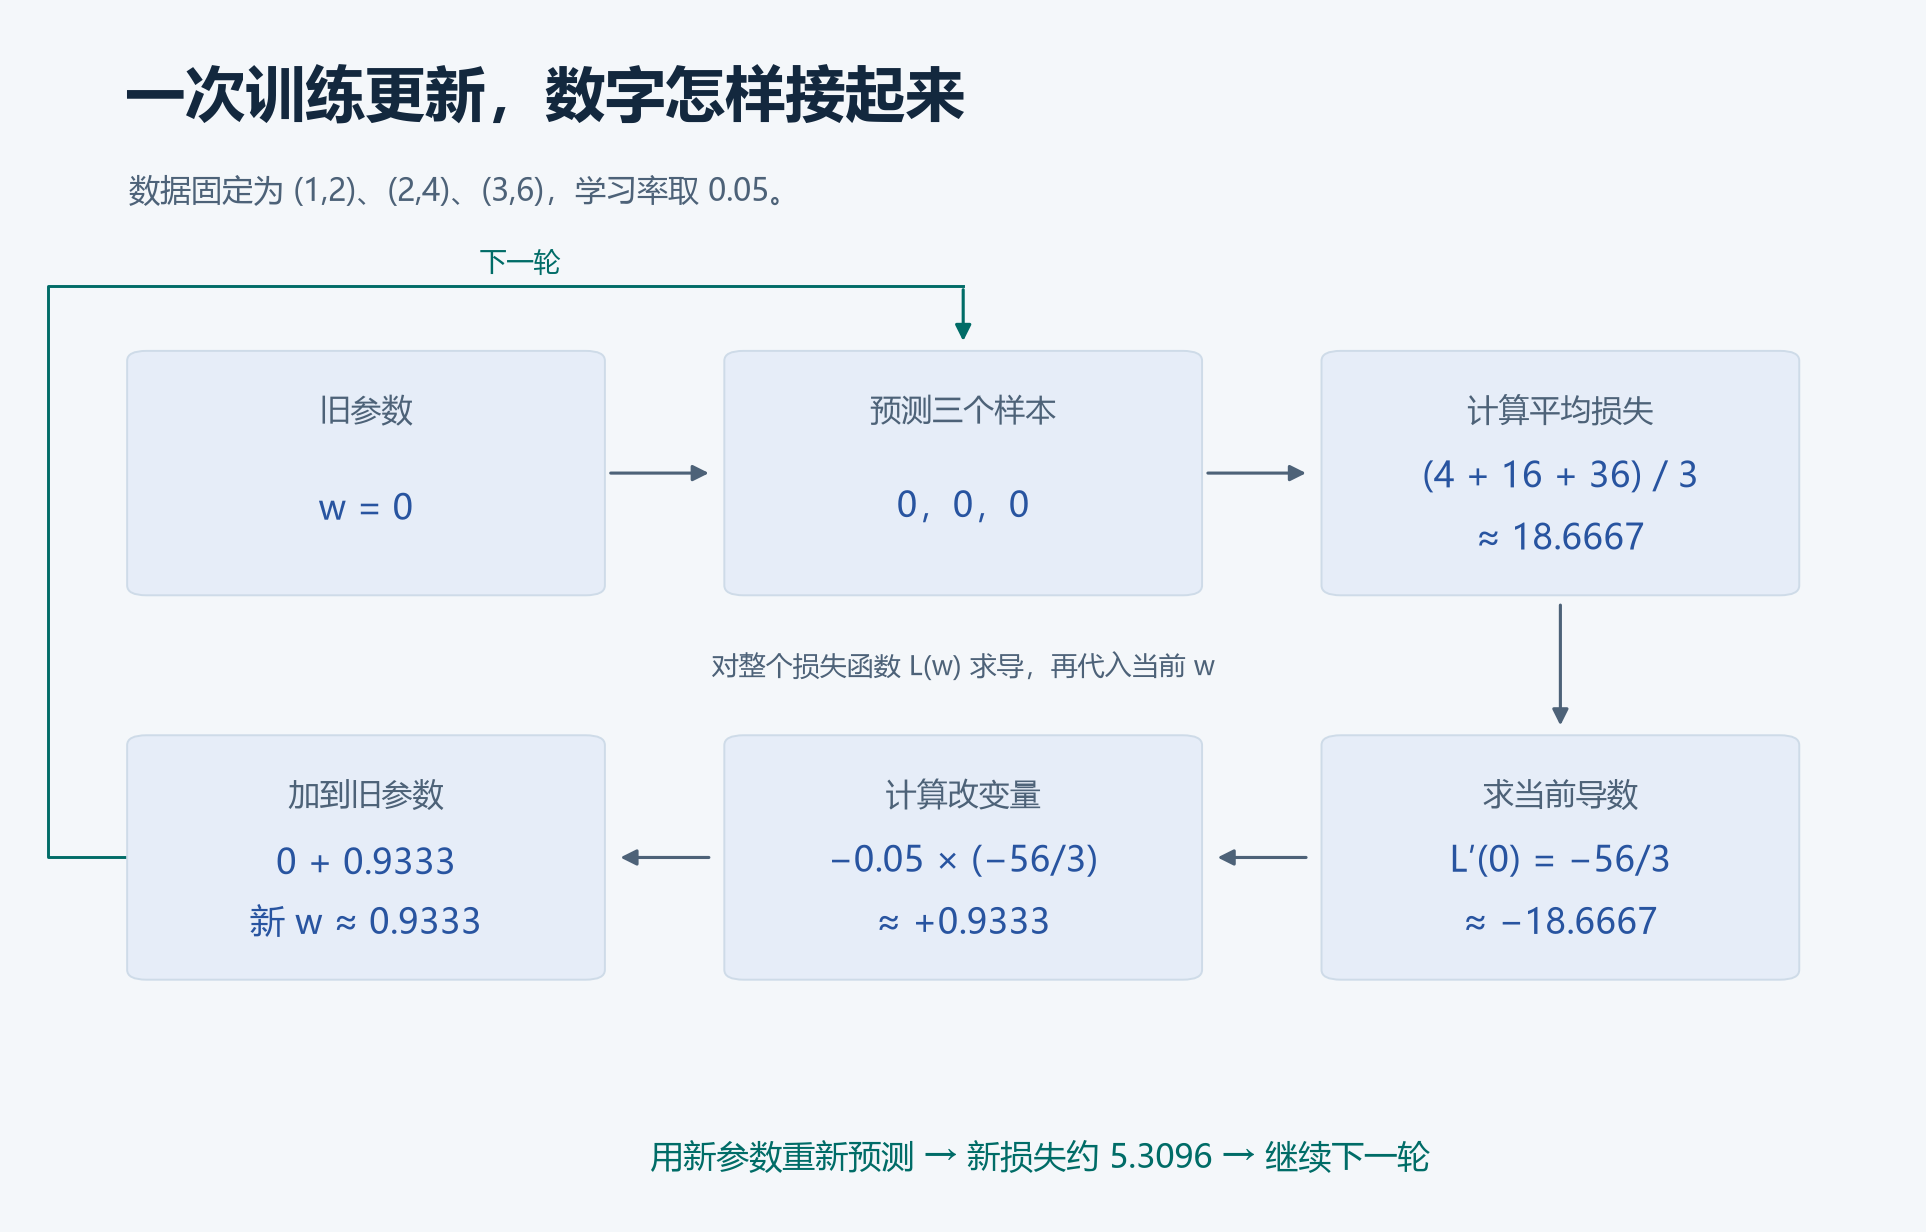 一次训练更新，数字怎样接起来
数据固定为 (1,2)、(2,4)、(3,6)，学习率取 0.05。
下一轮
旧参数
w = 0
预测三个样本
0，0，0
计算平均损失
(4 + 16 + 36) / 3
≈ 18.6667
对整个损失函数 L(w) 求导，再代入当前 w
加到旧参数
0 + 0.9333
新 w ≈ 0.9333
计算改变量
−0.05 × (−56/3)
≈ +0.9333
求当前导数
L′(0) = −56/3
≈ −18.6667
用新参数重新预测 → 新损失约 5.3096 → 继续下一轮